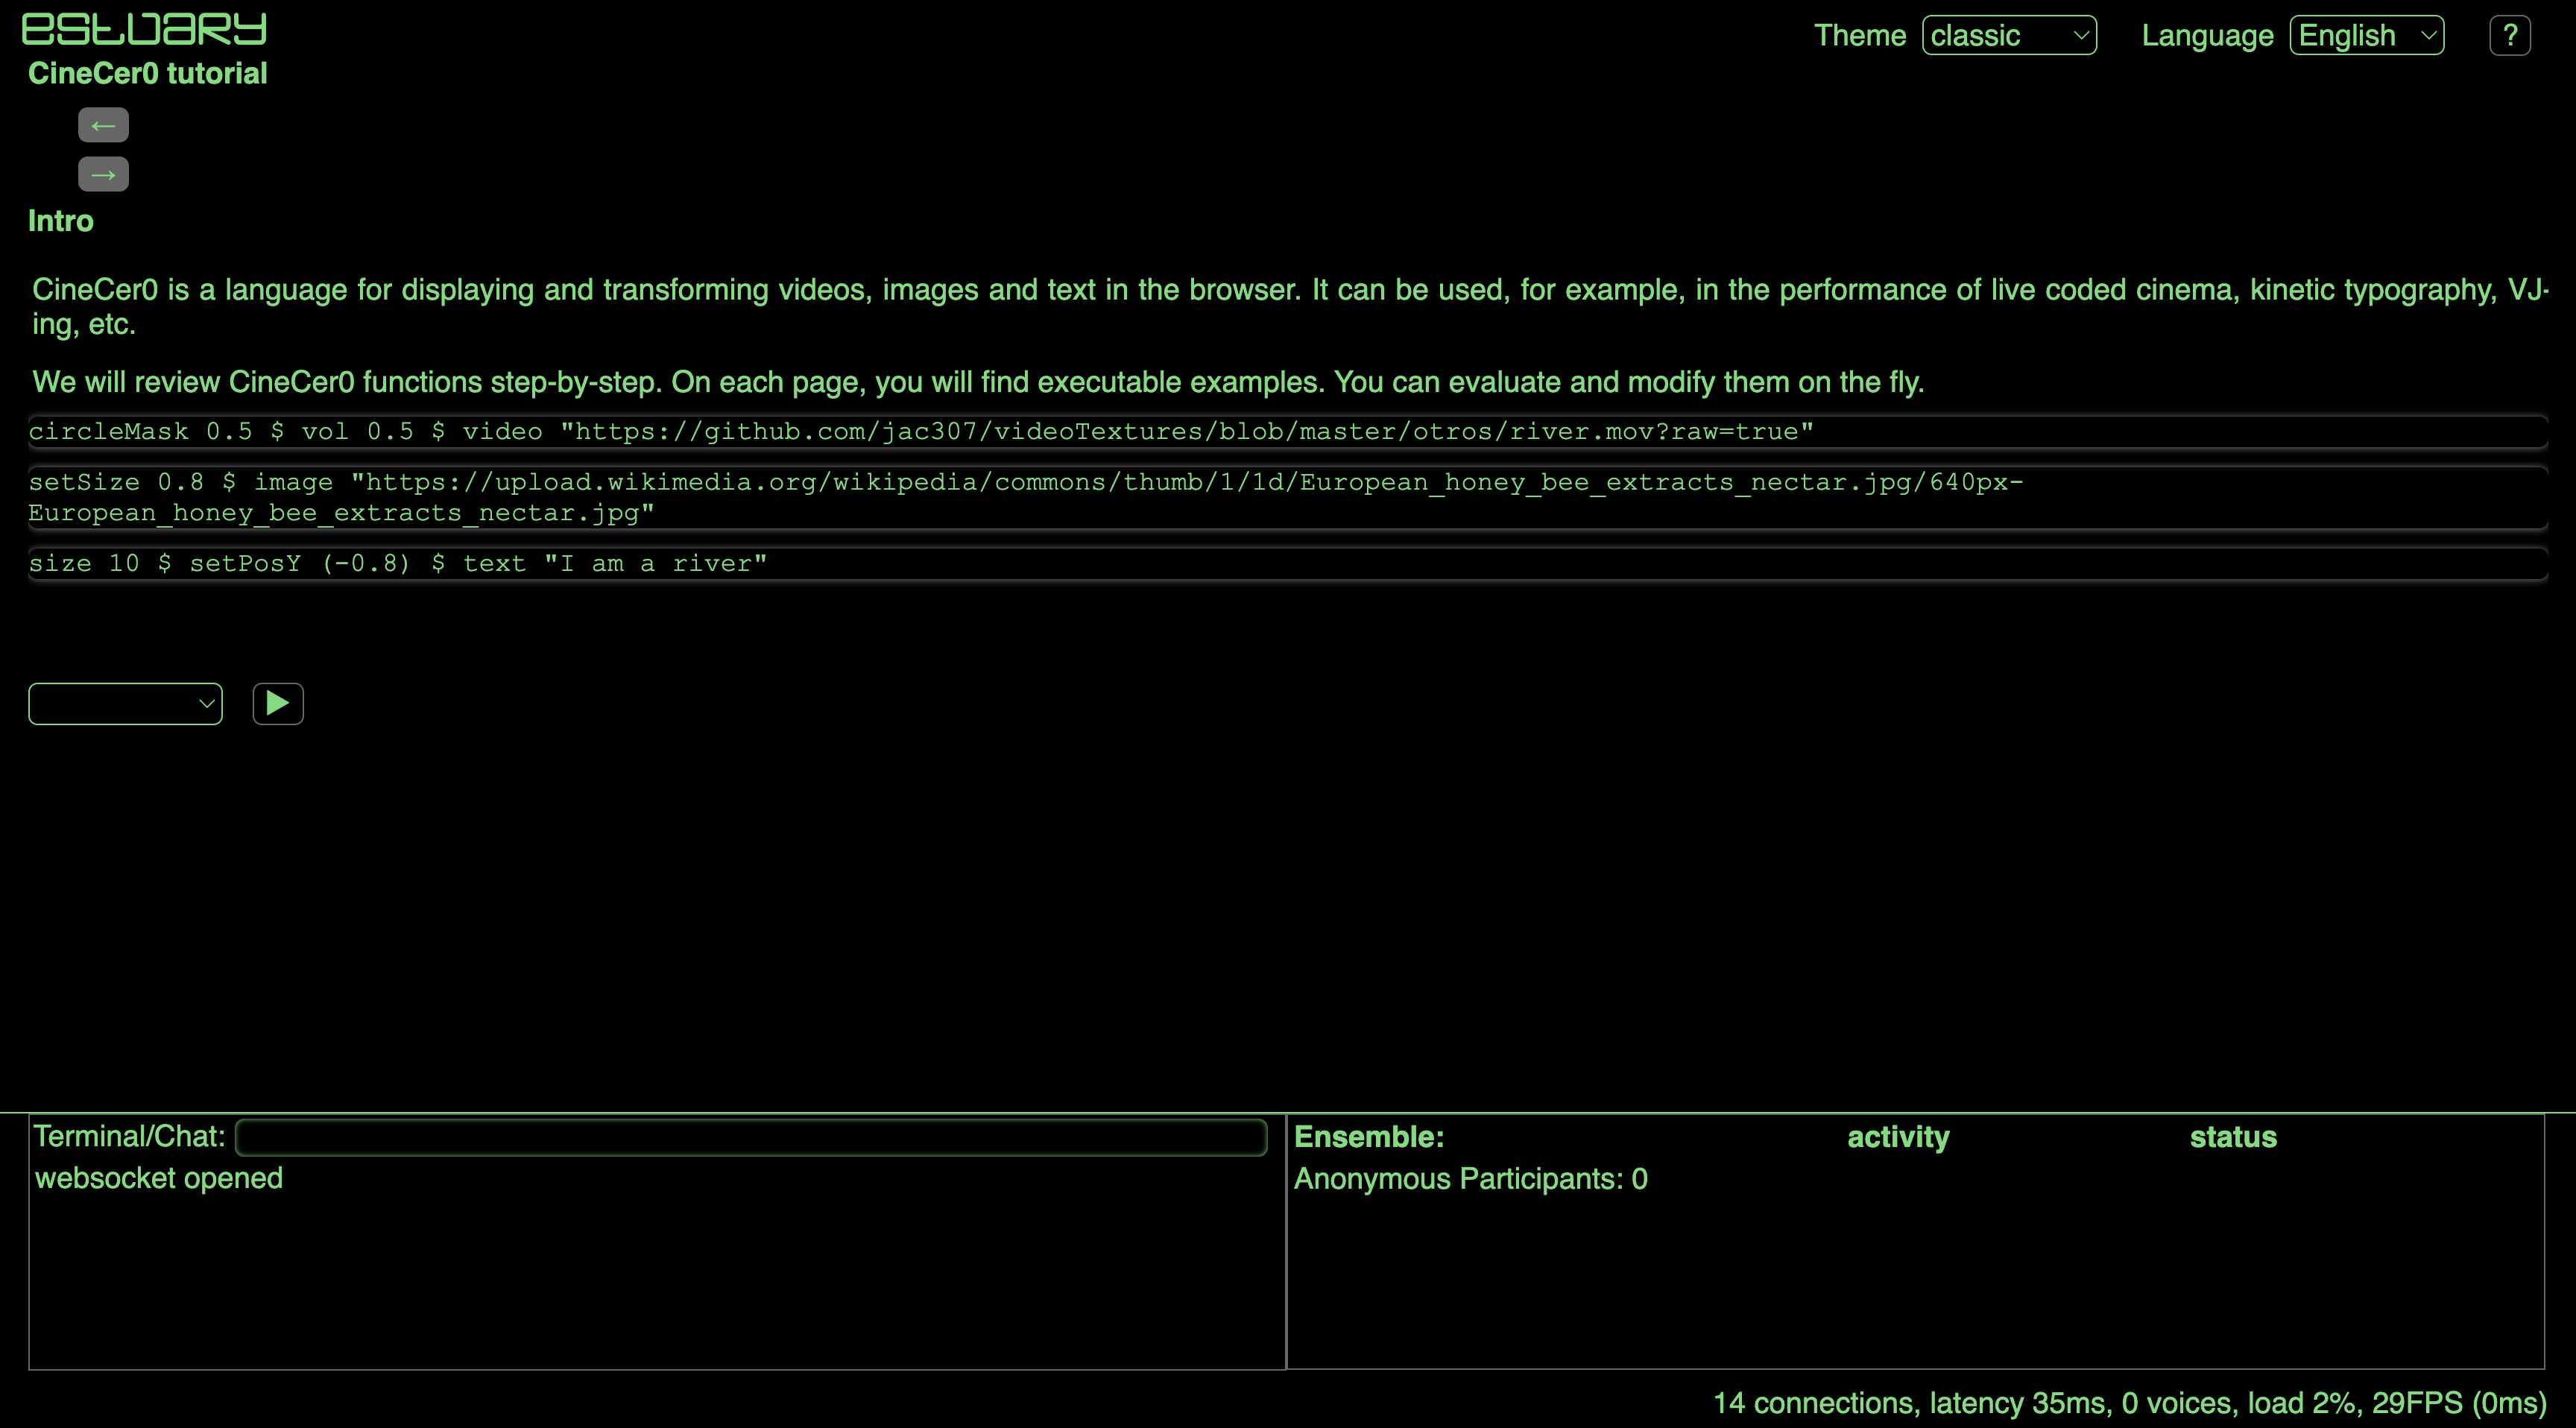 estuary
Theme classic Language English ?
CineCer0 tutorial
←
→
Intro
CineCer0 is a language for displaying and transforming videos, images and text in the browser. It can be used, for example, in the performance of live coded cinema, kinetic typography, VJ-
ing, etc.
We will review CineCer0 functions step-by-step. On each page, you will find executable examples. You can evaluate and modify them on the fly.
circleMask 0.5 $ vol 0.5 $ video "https://github.com/jac307/videoTextures/blob/master/otros/river.mov?raw=true"
setSize 0.8 $ image "https://upload.wikimedia.org/wikipedia/commons/thumb/1/1d/European_honey_bee_extracts_nectar.jpg/640px-
European_honey_bee_extracts_nectar.jpg"
size 10 $ setPosY (-0.8) $ text "I am a river"
Terminal/Chat:
websocket opened
Ensemble: activity status
Anonymous Participants: 0
14 connections, latency 35ms, 0 voices, load 2%, 29FPS (0ms)